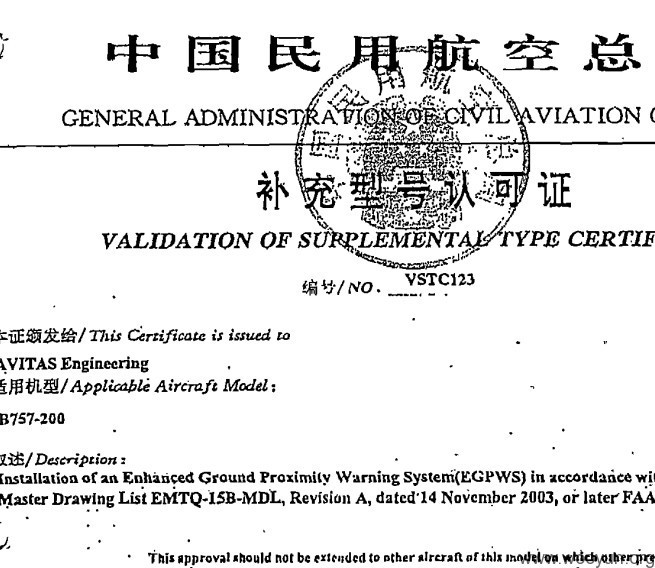 中国民用航空总
GENERAL ADMINISTRATION OF CIVIL AVIATION
补充型号认可证
VALIDATION OF SUPPLEMENTAL TYPE CERTIF
编号/NO. VSTC123
本证颁发给/This Certificate is issued to
AVITAS Engineering
适用机型/Applicable Aircraft Model:
B757-200
叙述/Description:
Installation of an Enhanced Ground Proximity Warning System(EGPWS) in accordance wi
Master Drawing List EMTQ-15B-MDL, Revision A, dated 14 November 2003, or later FAA
This approval should not be extended to other aircraft of this model on which other pre